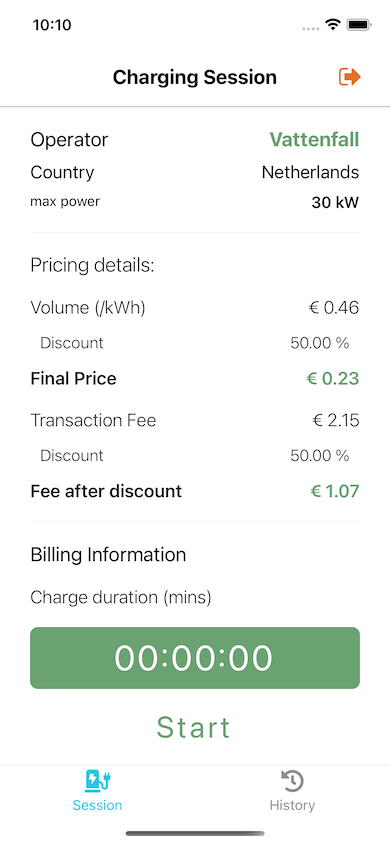 10:10
Charging Session
Operator Vattenfall
Country Netherlands
max power 30 kW
Pricing details:
Volume (/kWh) € 0.46
Discount 50.00 %
Final Price € 0.23
Transaction Fee € 2.15
Discount 50.00 %
Fee after discount € 1.07
Billing Information
Charge duration (mins)
00:00:00
Start
Session History